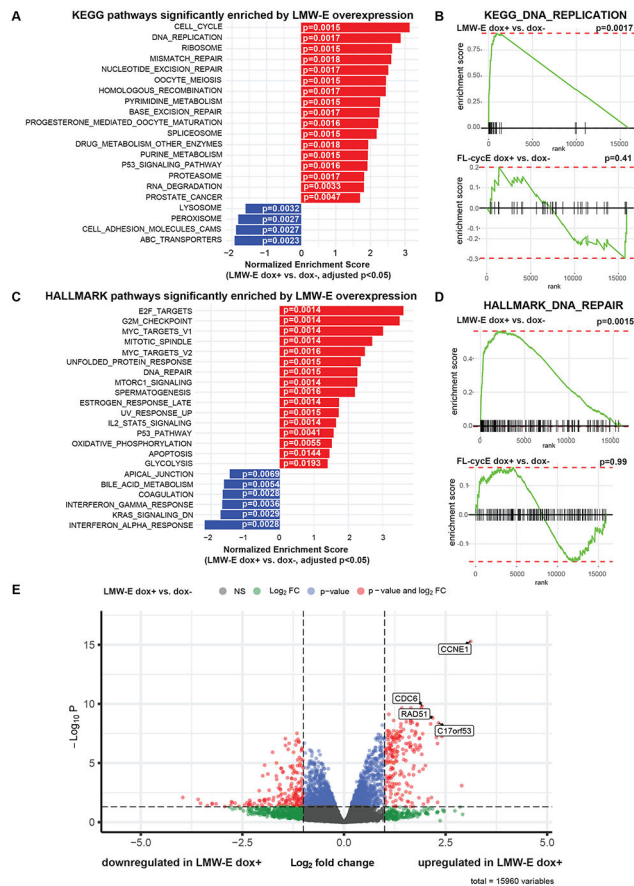 A
KEGG pathways significantly enriched by LMW-E overexpression
CELL_CYCLE p=0.0015
DNA_REPLICATION p=0.0017
RIBOSOME p=0.0015
MISMATCH_REPAIR p=0.0018
NUCLEOTIDE_EXCISION_REPAIR p=0.0017
OOCYTE_MEIOSIS p=0.0015
HOMOLOGOUS_RECOMBINATION p=0.0017
PYRIMIDINE_METABOLISM p=0.0015
BASE_EXCISION_REPAIR p=0.0017
PROGESTERONE_MEDIATED_OOCYTE_MATURATION p=0.0016
SPLICEOSOME p=0.0015
DRUG_METABOLISM_OTHER_ENZYMES p=0.0018
PURINE_METABOLISM p=0.0015
P53_SIGNALING_PATHWAY p=0.0016
PROTEASOME p=0.0017
RNA_DEGRADATION p=0.0033
PROSTATE_CANCER p=0.0047
LYSOSOME p=0.0032
PEROXISOME p=0.0027
CELL_ADHESION_MOLECULES_CAMS p=0.0027
ABC_TRANSPORTERS p=0.0023
-2 -1 0 1 2 3
Normalized Enrichment Score
(LMW-E dox+ vs. dox-, adjusted p<0.05)
B
KEGG_DNA_REPLICATION
LMW-E dox+ vs. dox- p=0.0017
enrichment score
0.75
0.50
0.25
0.00
0 5000 10000 15000
rank
FL-cycE dox+ vs. dox- p=0.41
enrichment score
0.2
0.1
0.0
-0.1
-0.2
-0.3
0 5000 10000 15000
rank
C
HALLMARK pathways significantly enriched by LMW-E overexpression
E2F_TARGETS p=0.0014
G2M_CHECKPOINT p=0.0014
MYC_TARGETS_V1 p=0.0014
MITOTIC_SPINDLE p=0.0014
MYC_TARGETS_V2 p=0.0016
UNFOLDED_PROTEIN_RESPONSE p=0.0015
DNA_REPAIR p=0.0015
MTORC1_SIGNALING p=0.0014
SPERMATOGENESIS p=0.0016
ESTROGEN_RESPONSE_LATE p=0.0014
UV_RESPONSE_UP p=0.0015
IL2_STAT5_SIGNALING p=0.0014
P53_PATHWAY p=0.0041
OXIDATIVE_PHOSPHORYLATION p=0.0055
APOPTOSIS p=0.0144
GLYCOLYSIS p=0.0193
APICAL_JUNCTION p=0.0069
BILE_ACID_METABOLISM p=0.0054
COAGULATION p=0.0028
INTERFERON_GAMMA_RESPONSE p=0.0036
KRAS_SIGNALING_DN p=0.0029
INTERFERON_ALPHA_RESPONSE p=0.0028
-2 -1 0 1 2 3
Normalized Enrichment Score
(LMW-E dox+ vs. dox-, adjusted p<0.05)
D
HALLMARK_DNA_REPAIR
LMW-E dox+ vs. dox- p=0.0015
enrichment score
0.4
0.2
0.0
0 5000 10000 15000
rank
FL-cycE dox+ vs. dox- p=0.99
enrichment score
0.1
0.0
-0.1
0 5000 10000 15000
rank
E
LMW-E dox+ vs. dox- NS Log2 FC p-value p - value and log2 FC
− Log10 P
15
10
5
0
CCNE1
CDC6
RAD51
C17orf53
-5.0 -2.5 0.0 2.5 5.0
downregulated in LMW-E dox+ Log2 fold change upregulated in LMW-E dox+
total = 15960 variables